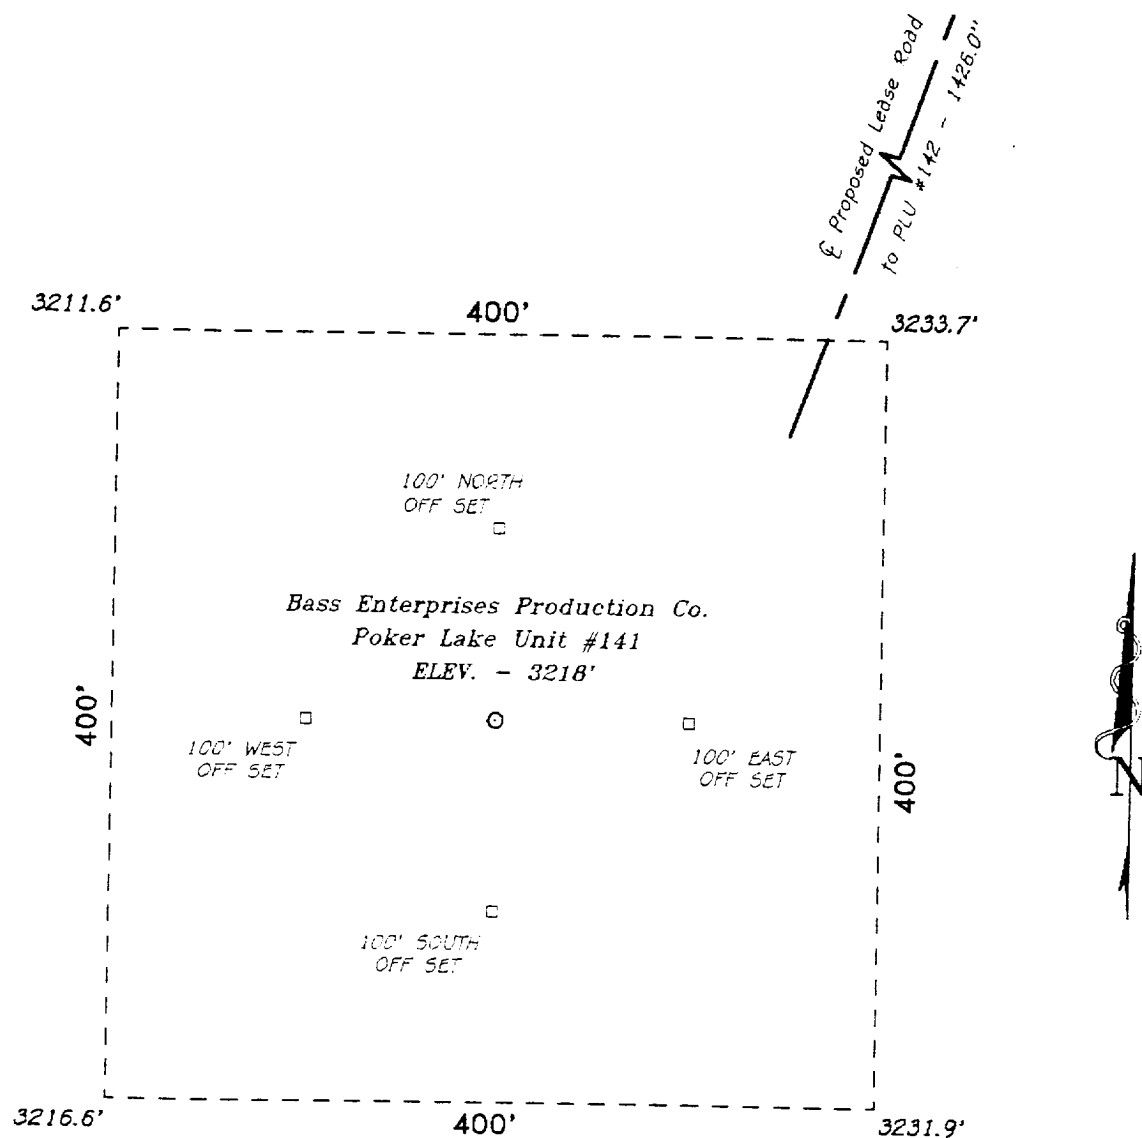 ℄ Proposed Lease Road
to PLU #142 - 1426.0"
3211.6'
400'
3233.7'
100' NORTH
OFF SET
Bass Enterprises Production Co.
Poker Lake Unit #141
ELEV. - 3218'
400'
100' WEST
OFF SET
100' EAST
OFF SET
400'
N
100' SOUTH
OFF SET
3216.6'
400'
3231.9'